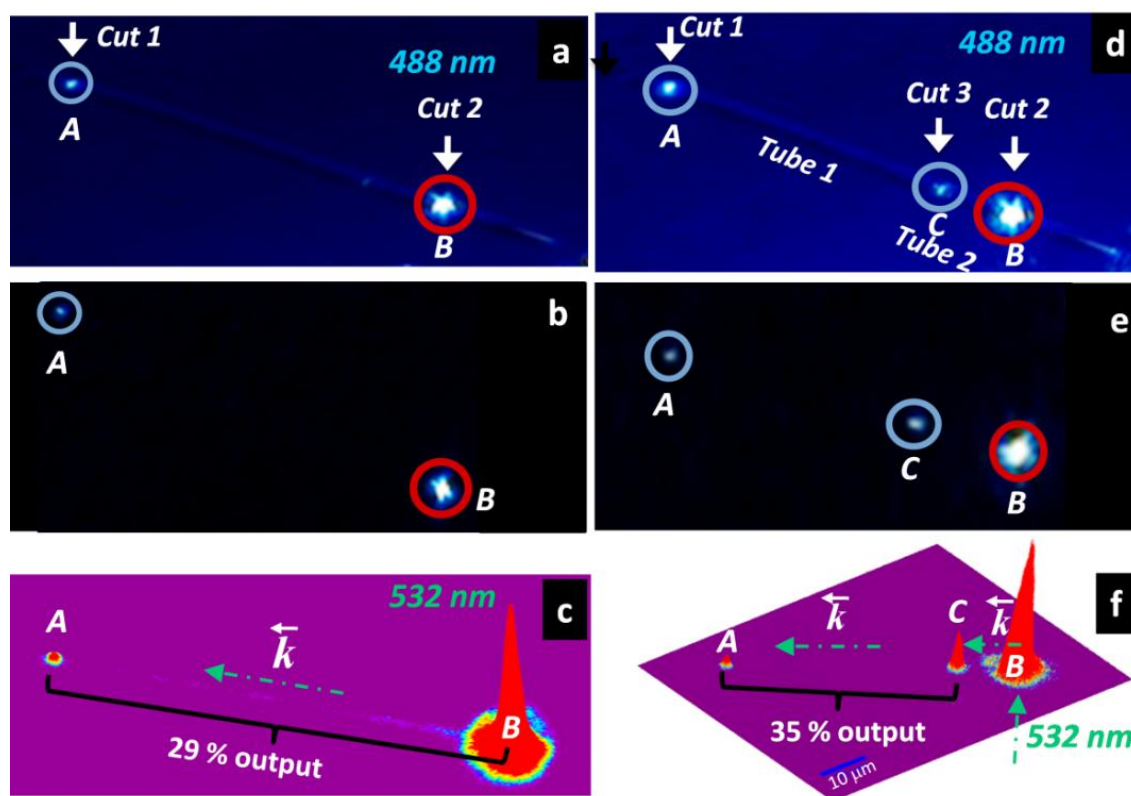 Cut 1
a
488 nm
Cut 2
A
B
Cut 1
d
488 nm
Cut 3
Cut 2
A
Tube 1
C
B
Tube 2
b
A
B
e
A
C
B
532 nm
c
A
k
B
29 % output
f
A
k
C
k
B
35 % output
532 nm
10 µm